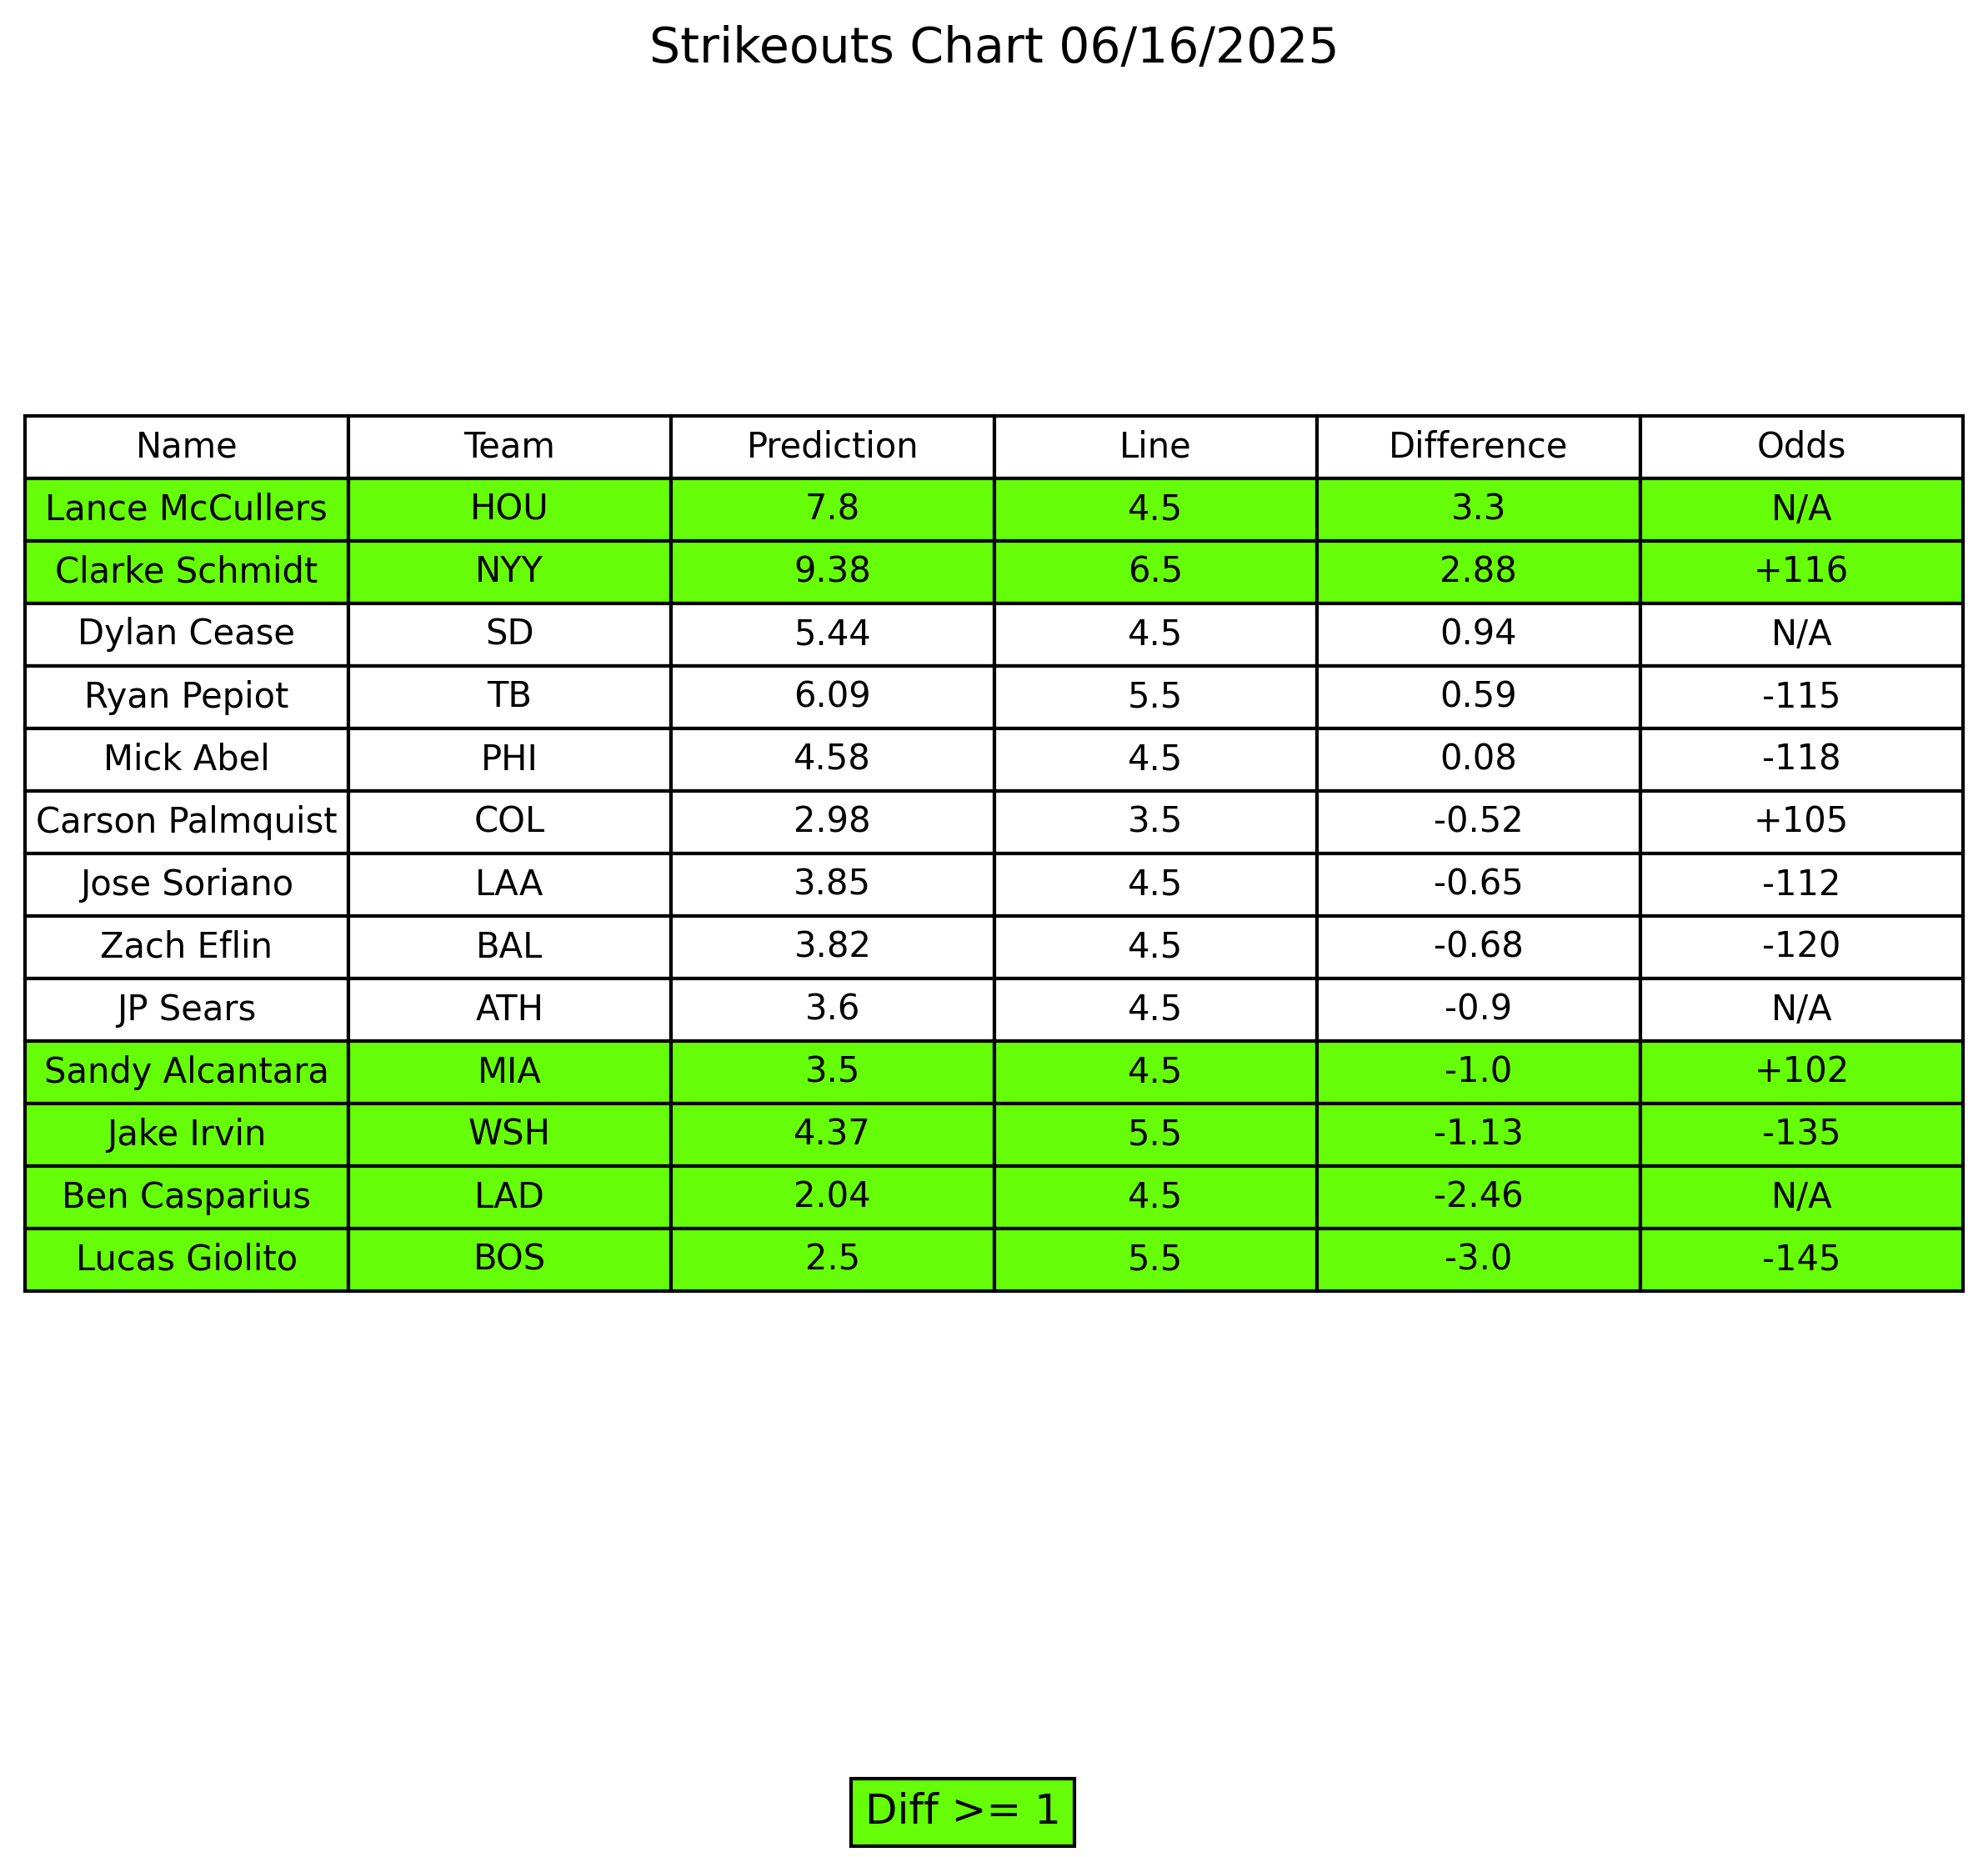 Strikeouts Chart 06/16/2025
Name Team Prediction Line Difference Odds
Lance McCullers HOU 7.8 4.5 3.3 N/A
Clarke Schmidt NYY 9.38 6.5 2.88 +116
Dylan Cease SD 5.44 4.5 0.94 N/A
Ryan Pepiot TB 6.09 5.5 0.59 -115
Mick Abel PHI 4.58 4.5 0.08 -118
Carson Palmquist COL 2.98 3.5 -0.52 +105
Jose Soriano LAA 3.85 4.5 -0.65 -112
Zach Eflin BAL 3.82 4.5 -0.68 -120
JP Sears ATH 3.6 4.5 -0.9 N/A
Sandy Alcantara MIA 3.5 4.5 -1.0 +102
Jake Irvin WSH 4.37 5.5 -1.13 -135
Ben Casparius LAD 2.04 4.5 -2.46 N/A
Lucas Giolito BOS 2.5 5.5 -3.0 -145
Diff >= 1